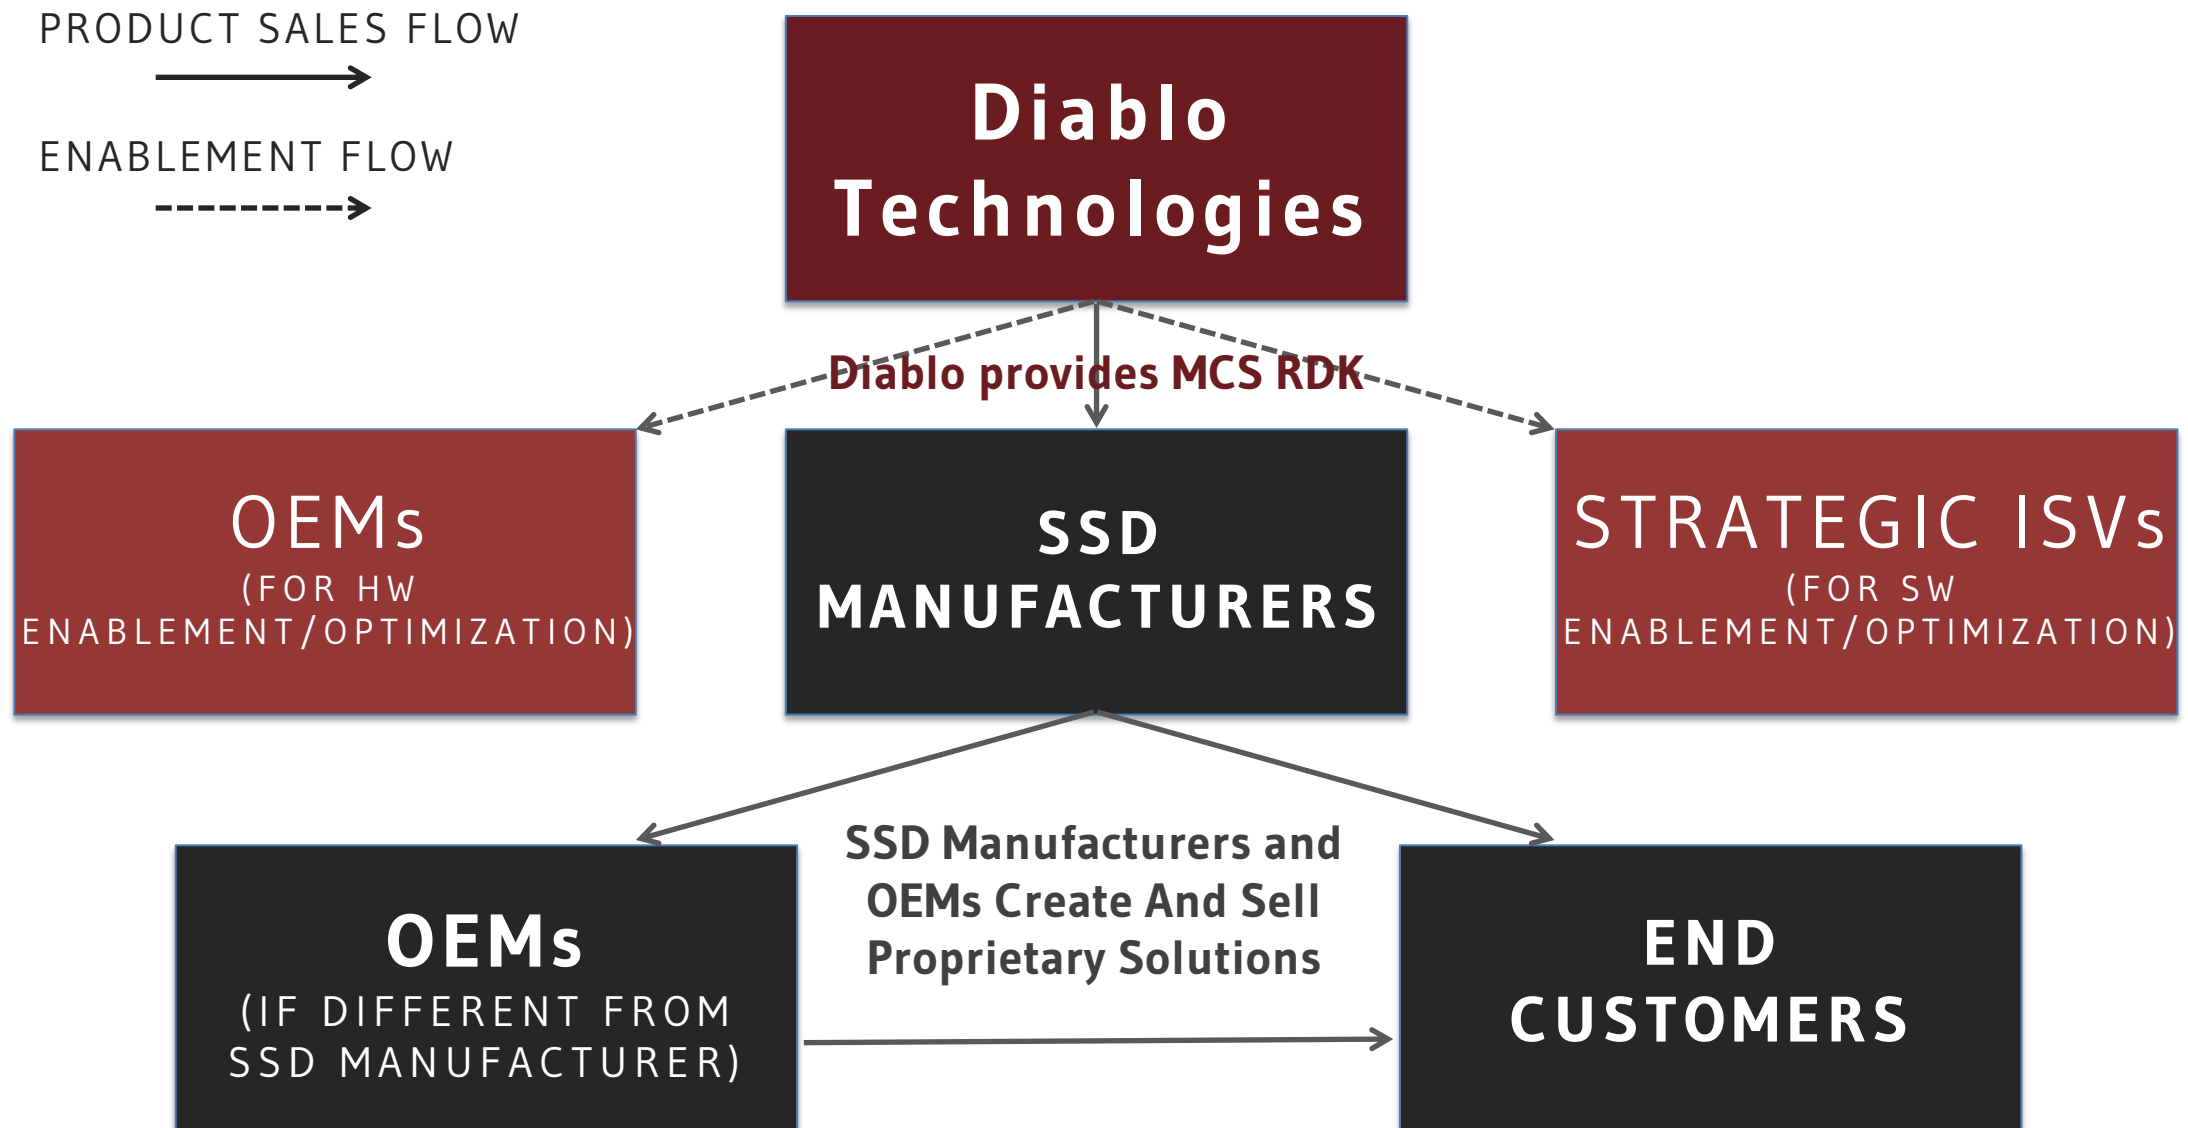 PRODUCT SALES FLOW
ENABLEMENT FLOW
Diablo
Technologies
Diablo provides MCS RDK
OEMs
(FOR HW
ENABLEMENT/OPTIMIZATION)
SSD
MANUFACTURERS
STRATEGIC ISVs
(FOR SW
ENABLEMENT/OPTIMIZATION)
SSD Manufacturers and
OEMs Create And Sell
Proprietary Solutions
OEMs
(IF DIFFERENT FROM
SSD MANUFACTURER)
END
CUSTOMERS